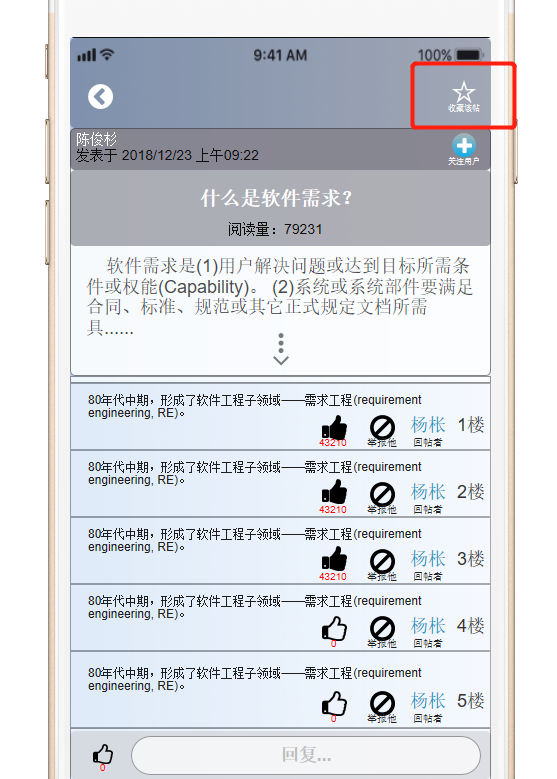 9:41 AM 100%
收藏该帖
陈俊杉
发表于 2018/12/23 上午09:22
关注用户
什么是软件需求？
阅读量：79231
软件需求是(1)用户解决问题或达到目标所需条
件或权能(Capability)。 (2)系统或系统部件要满足
合同、标准、规范或其它正式规定文档所需
具......
80年代中期，形成了软件工程子领域——需求工程(requirement
engineering, RE)。
杨枨 1楼
43210 举报他 回帖者
80年代中期，形成了软件工程子领域——需求工程(requirement
engineering, RE)。
杨枨 2楼
43210 举报他 回帖者
80年代中期，形成了软件工程子领域——需求工程(requirement
engineering, RE)。
杨枨 3楼
43210 举报他 回帖者
80年代中期，形成了软件工程子领域——需求工程(requirement
engineering, RE)。
杨枨 4楼
0 举报他 回帖者
80年代中期，形成了软件工程子领域——需求工程(requirement
engineering, RE)。
杨枨 5楼
0 举报他 回帖者
回复...
0